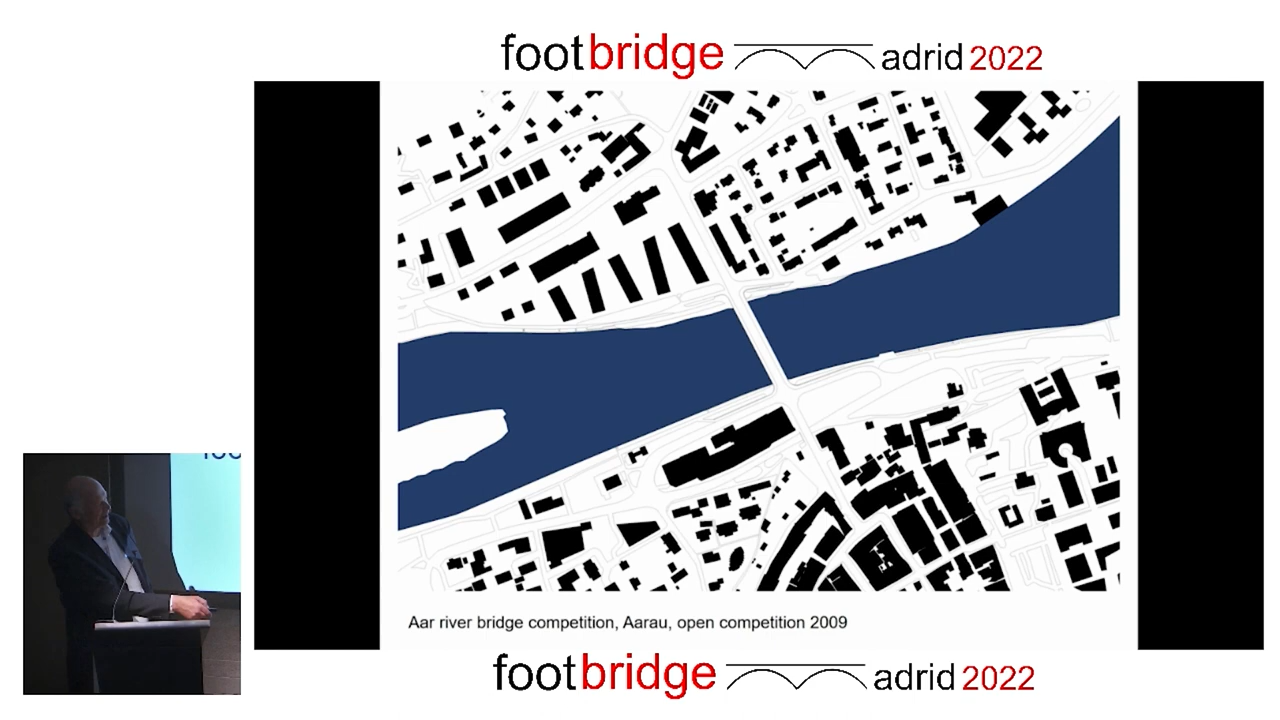 footbridge adrid 2022
Aar river bridge competition, Aarau, open competition 2009
footbridge adrid 2022